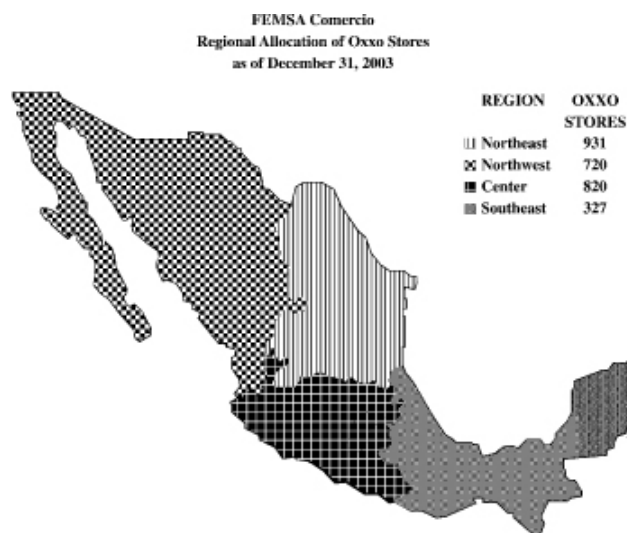 FEMSA Comercio
Regional Allocation of Oxxo Stores
as of December 31, 2003
REGION OXXO
STORES
Northeast 931
Northwest 720
Center 820
Southeast 327